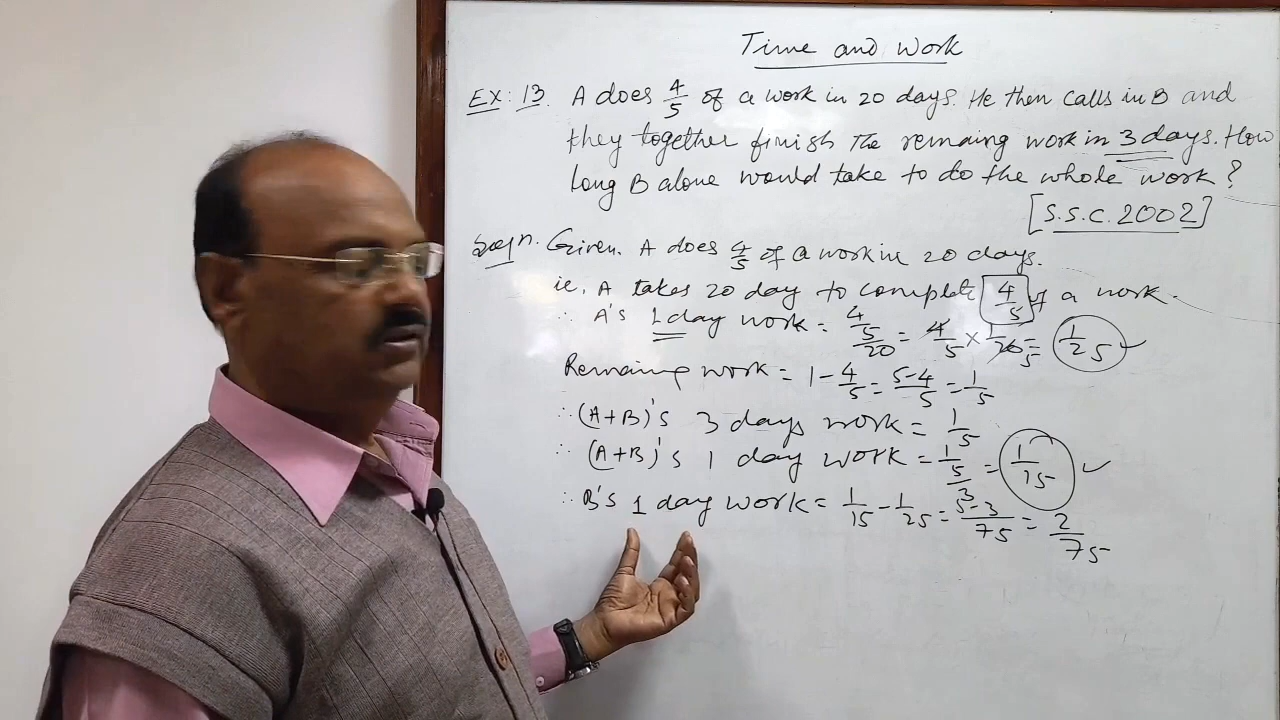 Time and Work
EX: 13. A does 4/5 of a work in 20 days. He then calls in B and
they together finish the remaing work in 3 days. How
long B alone would take to do the whole work?
[S.S.C. 2002]
Soln. Given. A does 4/5 of a work in 20 days.
ie. A takes 20 day to complete 4/5 of a work.
∴ A's 1 day work = 4/5/20 = 4/5 × 1/20 5 = 1/25 ✓
Remaing work = 1 - 4/5 = 5-4/5 = 1/5
∴ (A+B)'s 3 days work = 1/5
∴ (A+B)'s 1 day work = 1/5/3 = 1/15 ✓
∴ B's 1 day work = 1/15 - 1/25 = 5-3/75 = 2/75